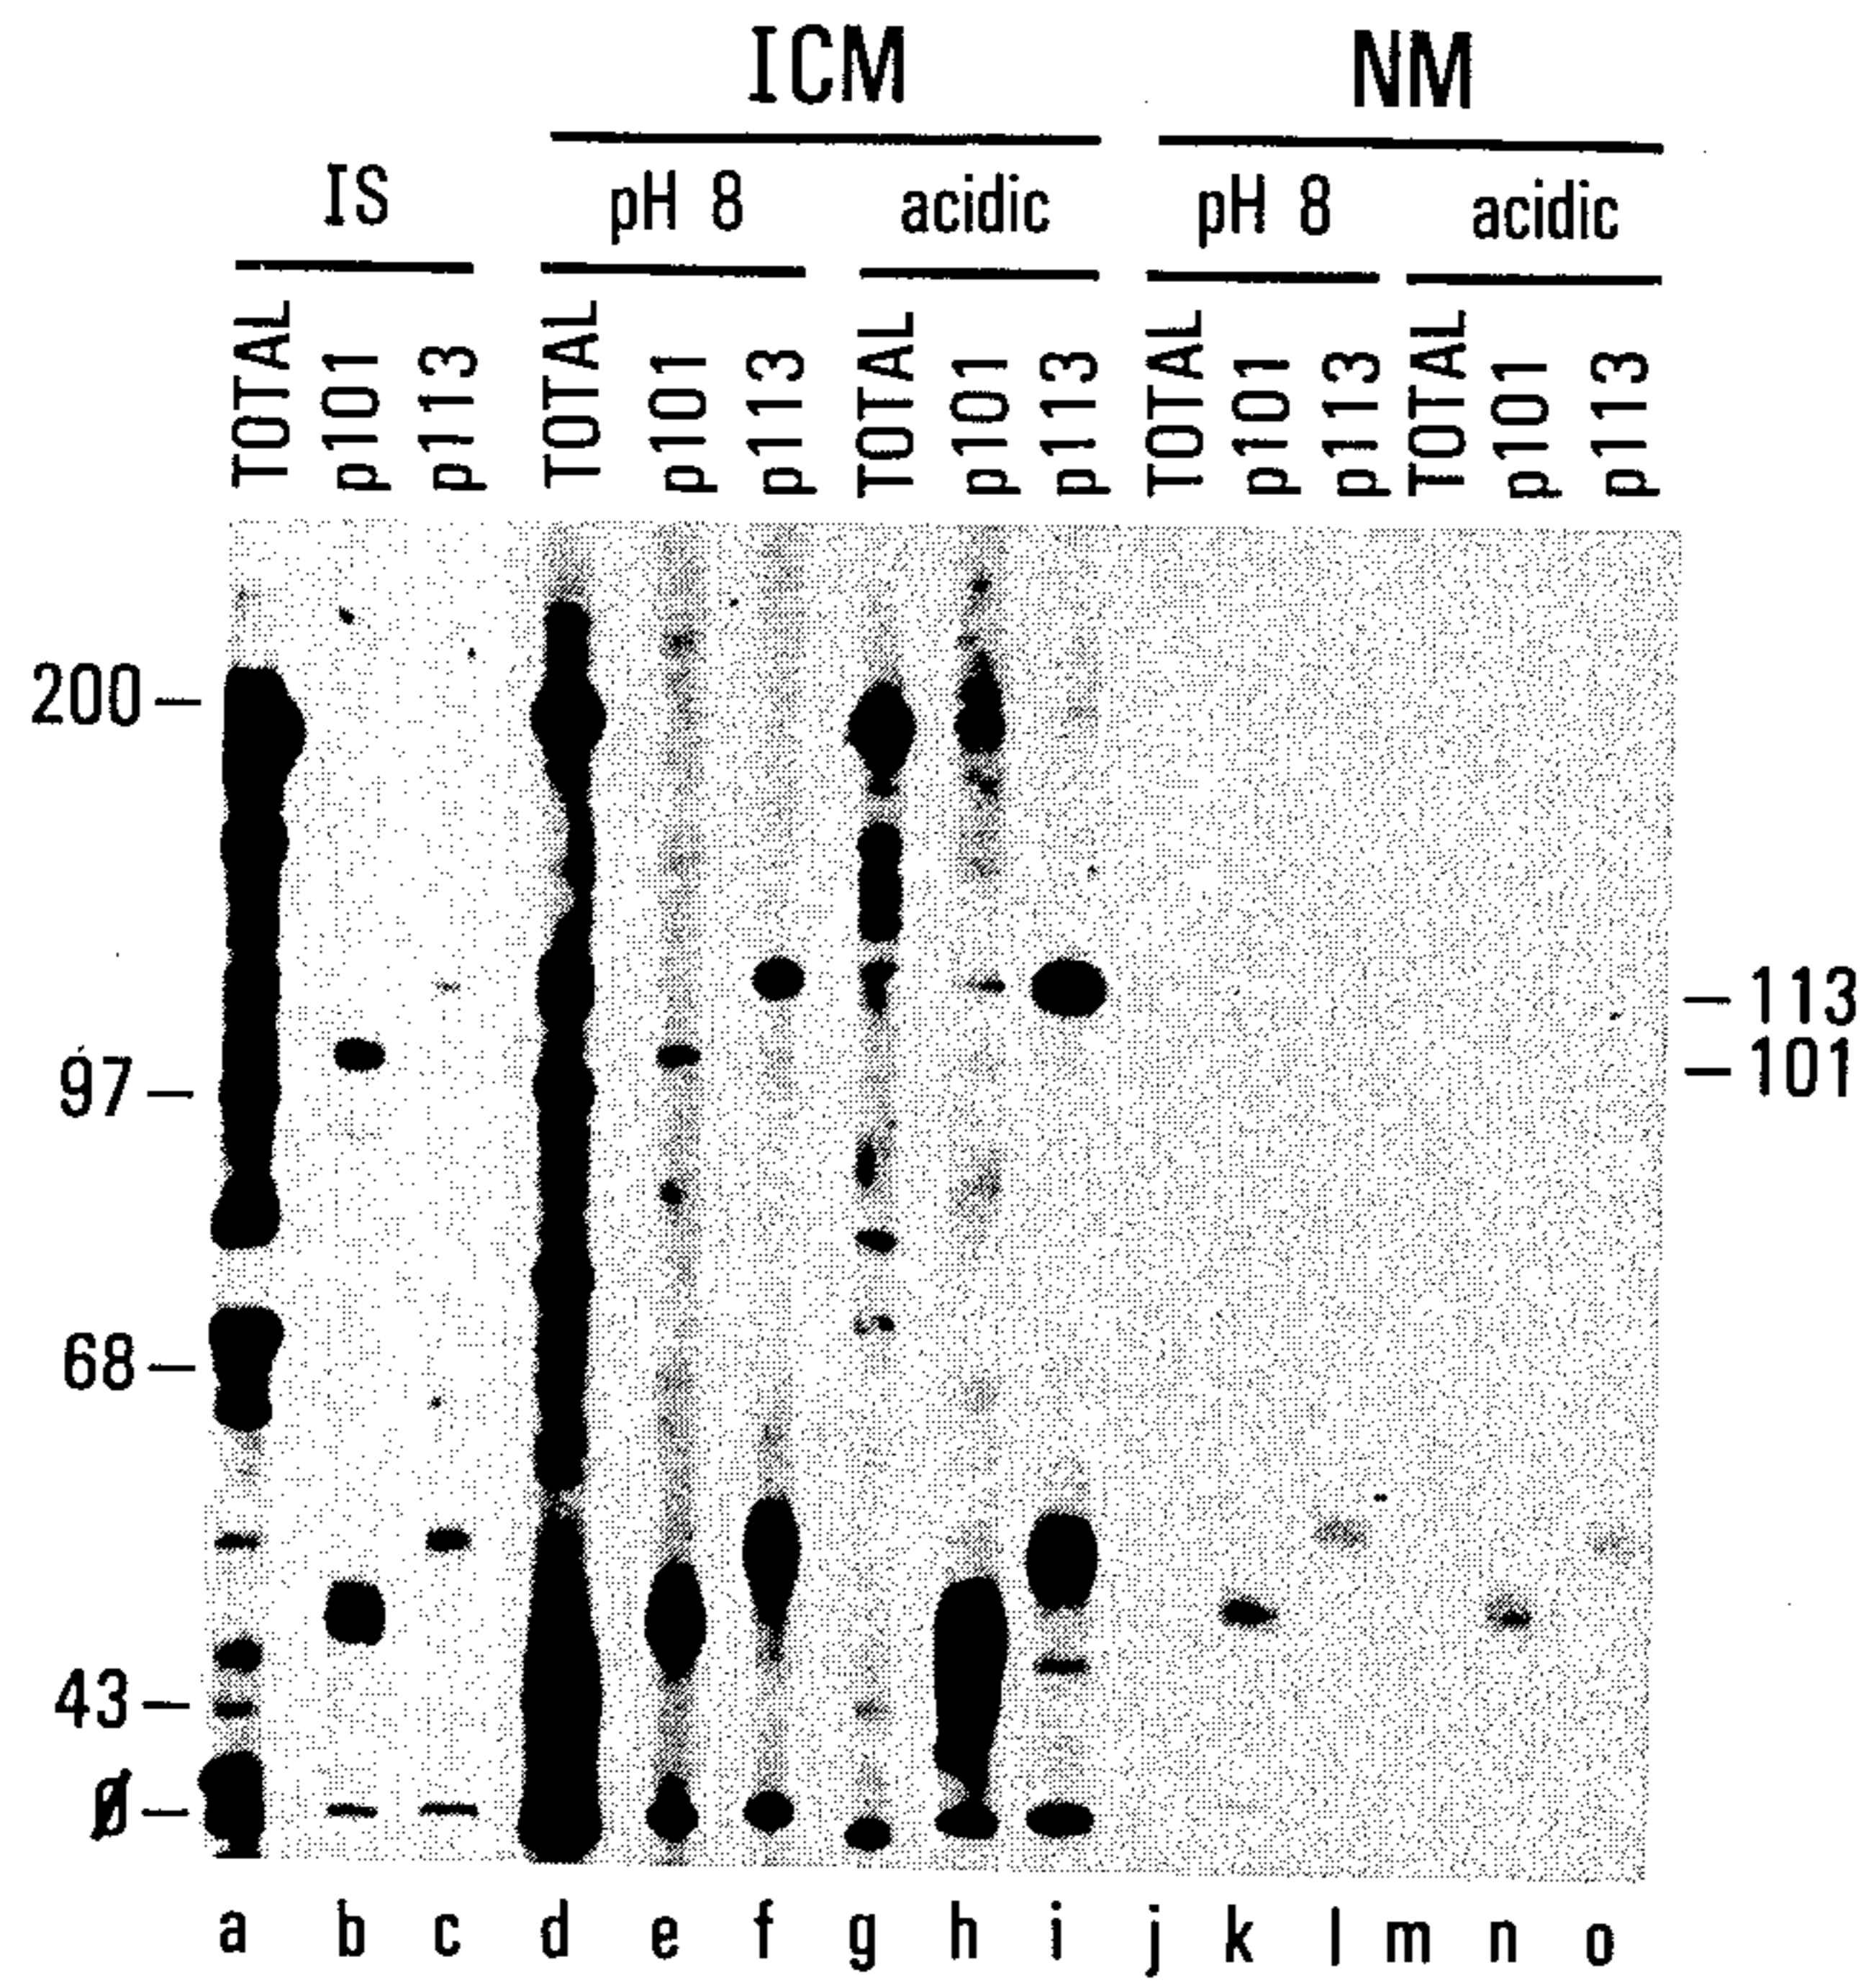 ICM NM
IS pH 8 acidic pH 8 acidic
TOTAL p101 p113 TOTAL p101 p113 TOTAL p101 p113 TOTAL p101 p113 TOTAL p101 p113
200
113
97
101
68
43
Ø
a b c d e f g h i j k l m n o